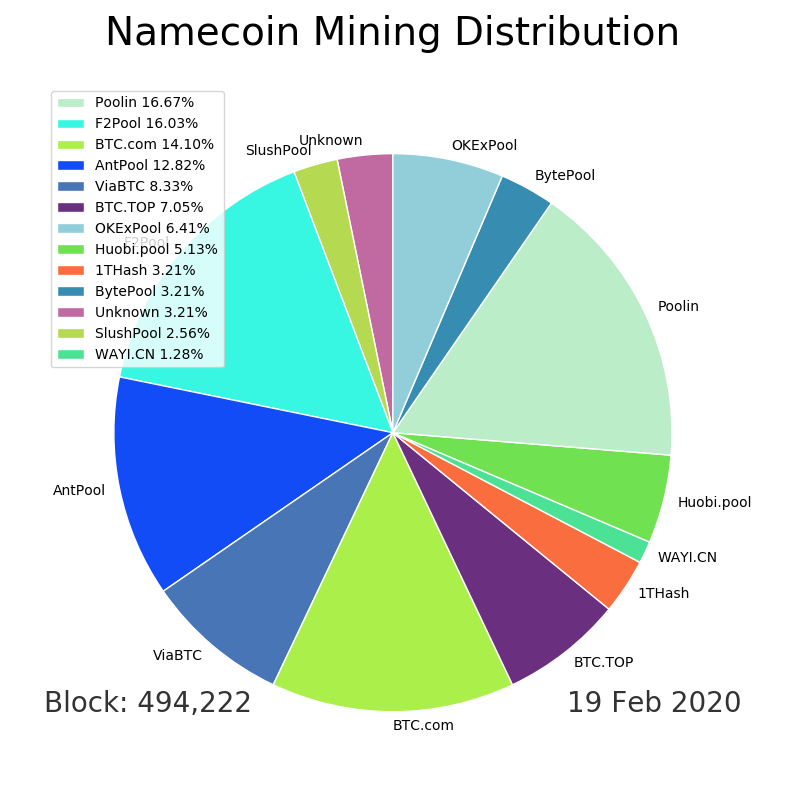 Namecoin Mining Distribution
Poolin 16.67%
F2Pool 16.03%
BTC.com 14.10%
AntPool 12.82%
ViaBTC 8.33%
BTC.TOP 7.05%
OKExPool 6.41%
Huobi.pool 5.13%
1THash 3.21%
BytePool 3.21%
Unknown 3.21%
SlushPool 2.56%
WAYI.CN 1.28%
Unknown
SlushPool
OKExPool
BytePool
F2Pool
Poolin
AntPool
Huobi.pool
WAYI.CN
1THash
ViaBTC
BTC.TOP
BTC.com
Block: 494,222
19 Feb 2020